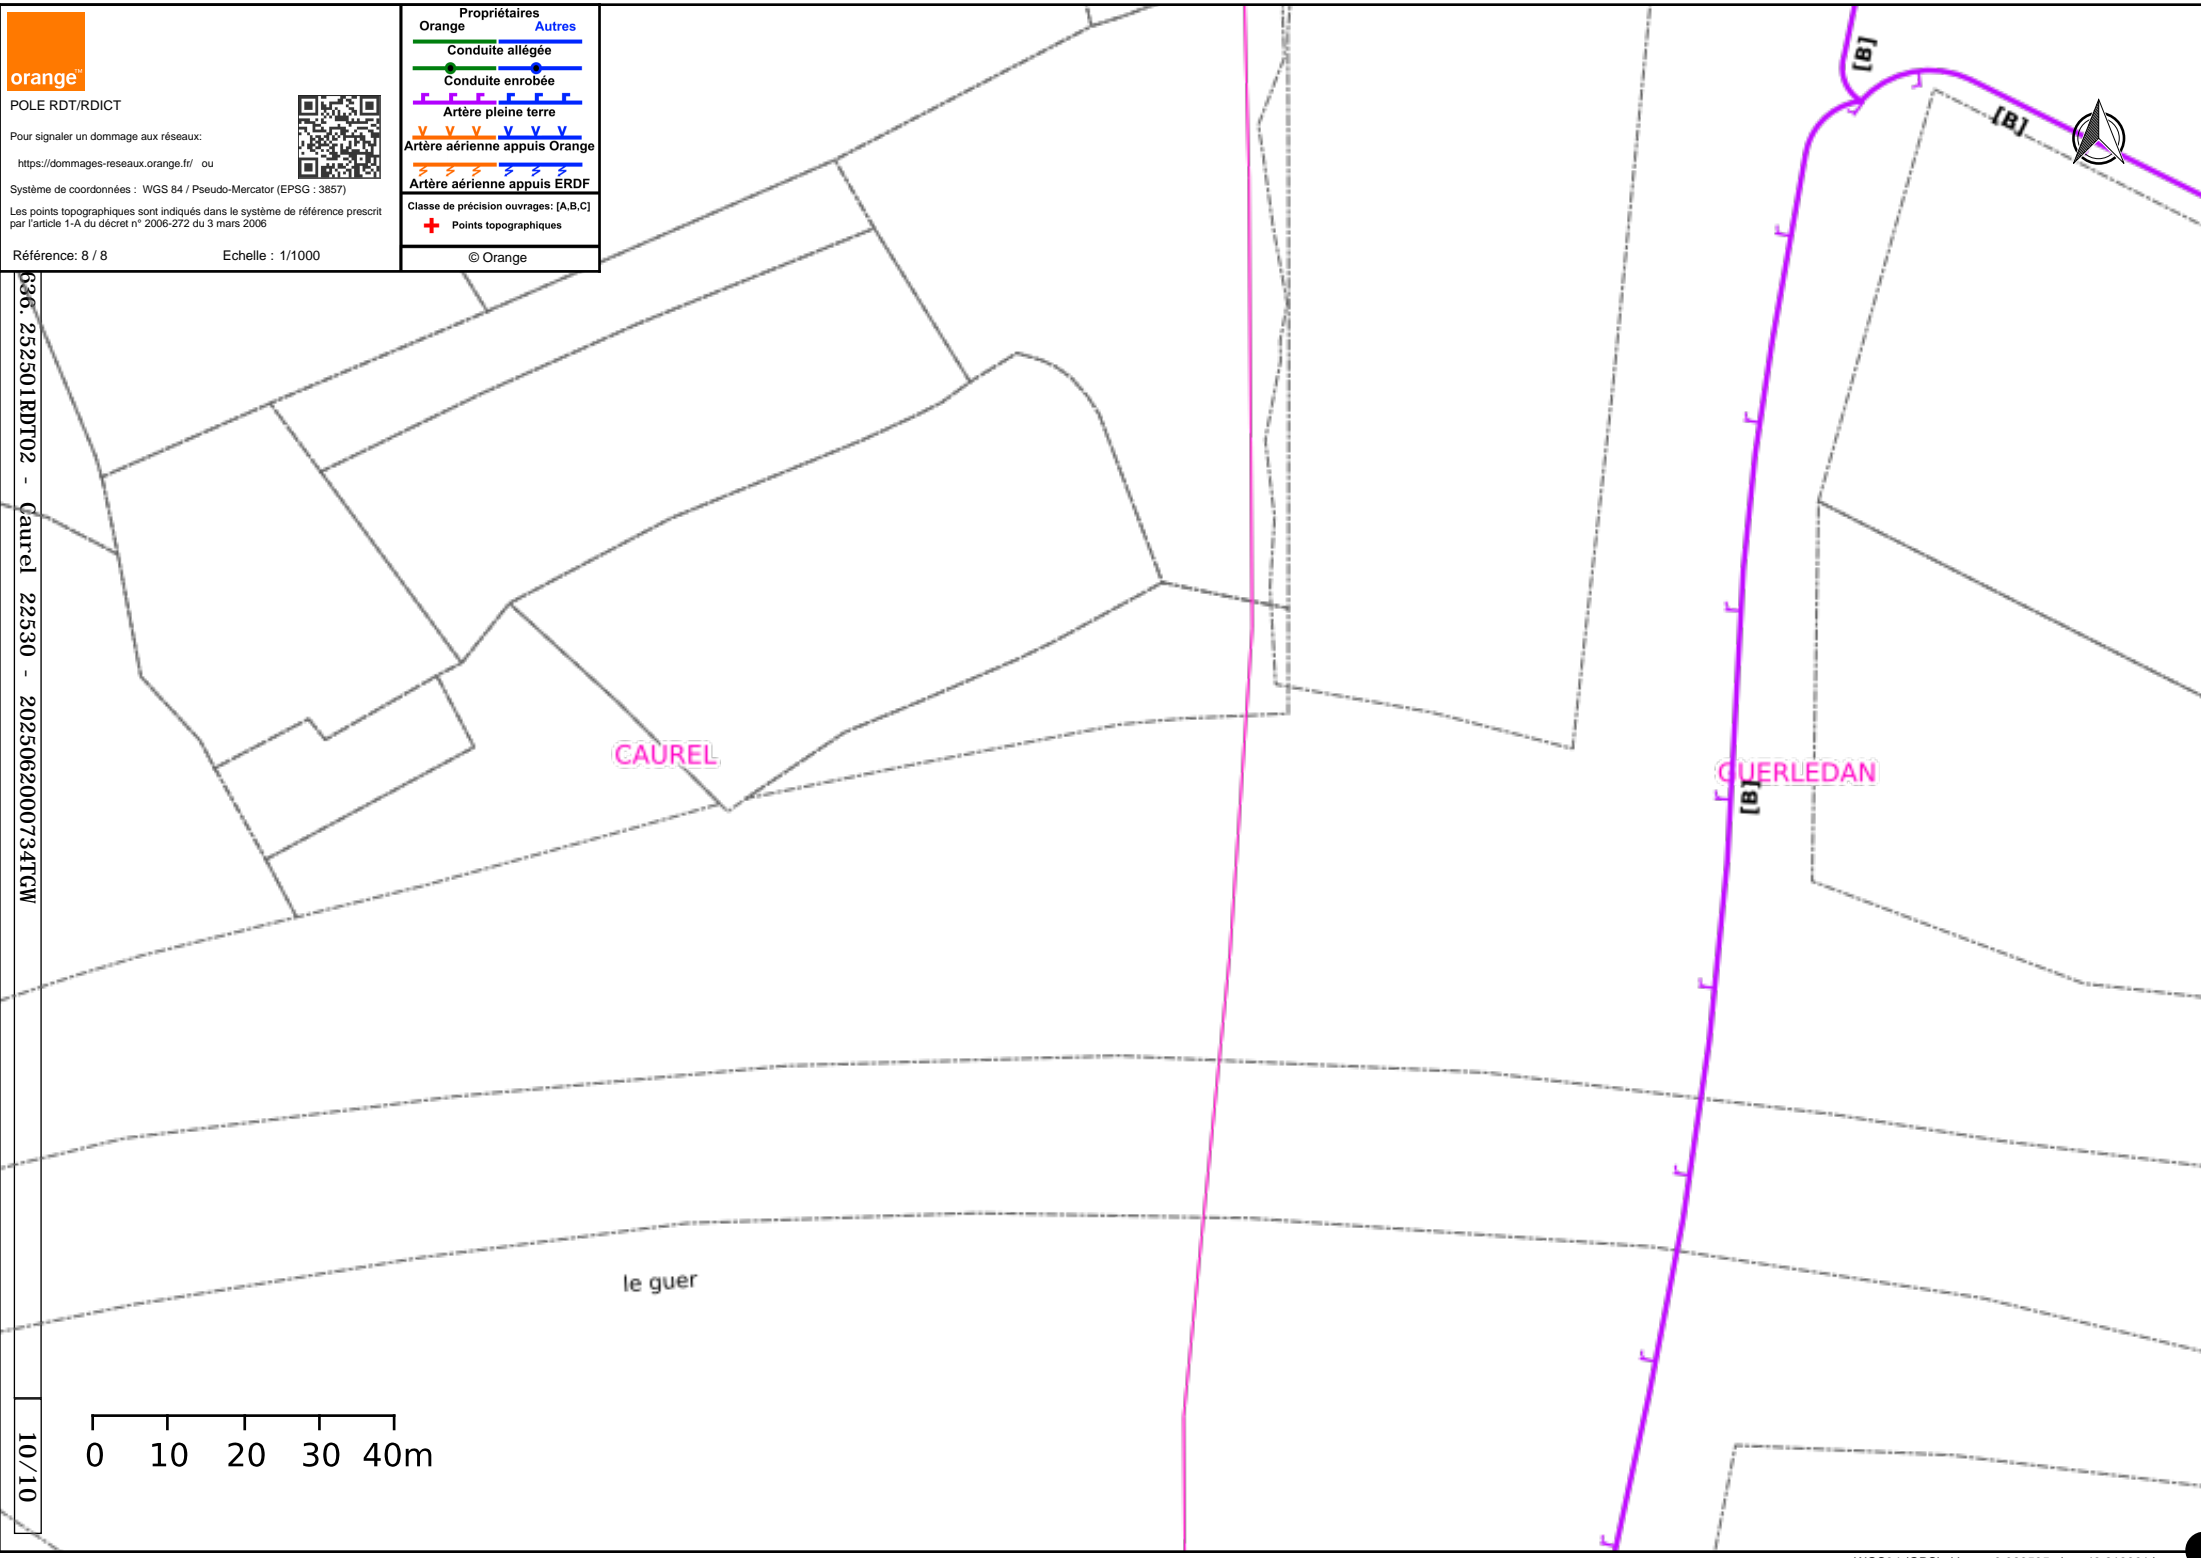 orange™
POLE RDT/RDICT
Pour signaler un dommage aux réseaux:
https://dommages-reseaux.orange.fr/ ou
Système de coordonnées : WGS 84 / Pseudo-Mercator (EPSG : 3857)
Les points topographiques sont indiqués dans le système de référence prescrit
par l'article 1-A du décret n° 2006-272 du 3 mars 2006
Référence: 8 / 8 Echelle : 1/1000
Propriétaires
Orange Autres
Conduite allégée
Conduite enrobée
Artère pleine terre
Artère aérienne appuis Orange
Artère aérienne appuis ERDF
Classe de précision ouvrages: [A,B,C]
Points topographiques
© Orange
252501RDT02 - Caurel 22530 - 2025062000734TGW
10/10
[B]
[B]
CAUREL
GUERLEDAN
[B]
le guer
0 10 20 30 40m